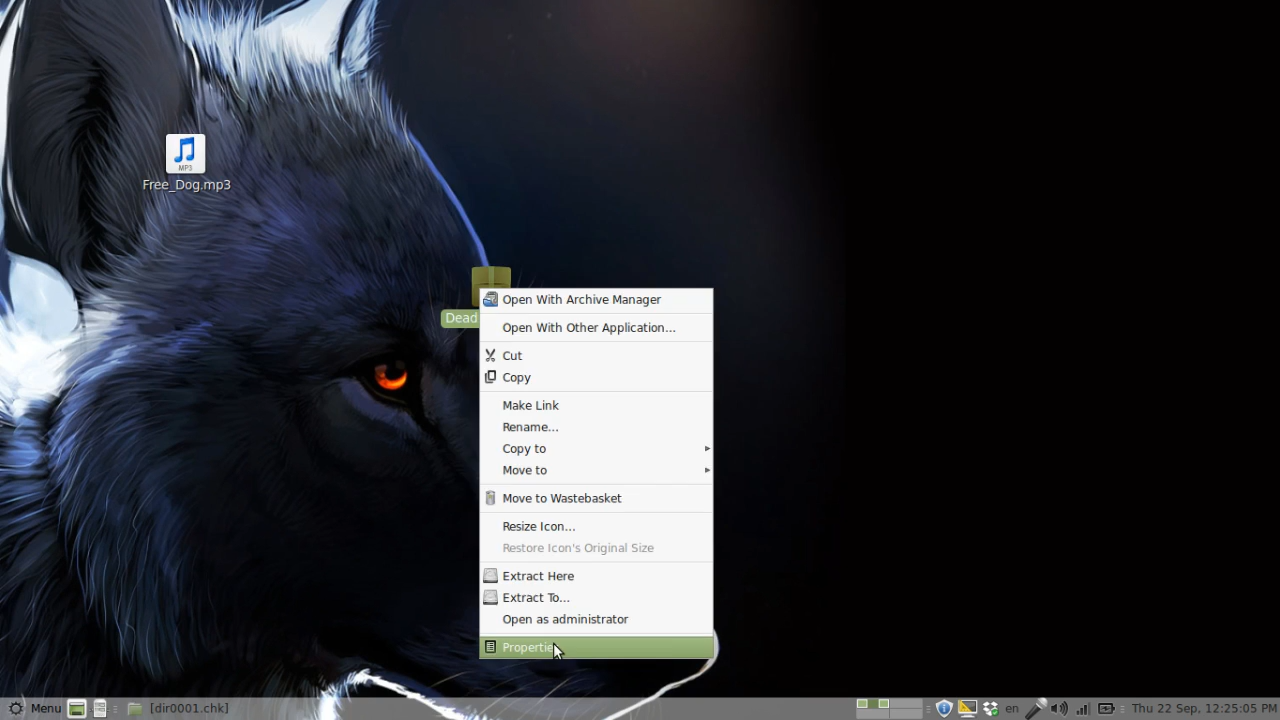 MP3
Free_Dog.mp3
Dead
Open With Archive Manager
Open With Other Application...
Cut
Copy
Make Link
Rename...
Copy to
Move to
Move to Wastebasket
Resize Icon...
Restore Icon's Original Size
Extract Here
Extract To...
Open as administrator
Properties
Menu
[dir0001.chk]
en
Thu 22 Sep, 12:25:05 PM